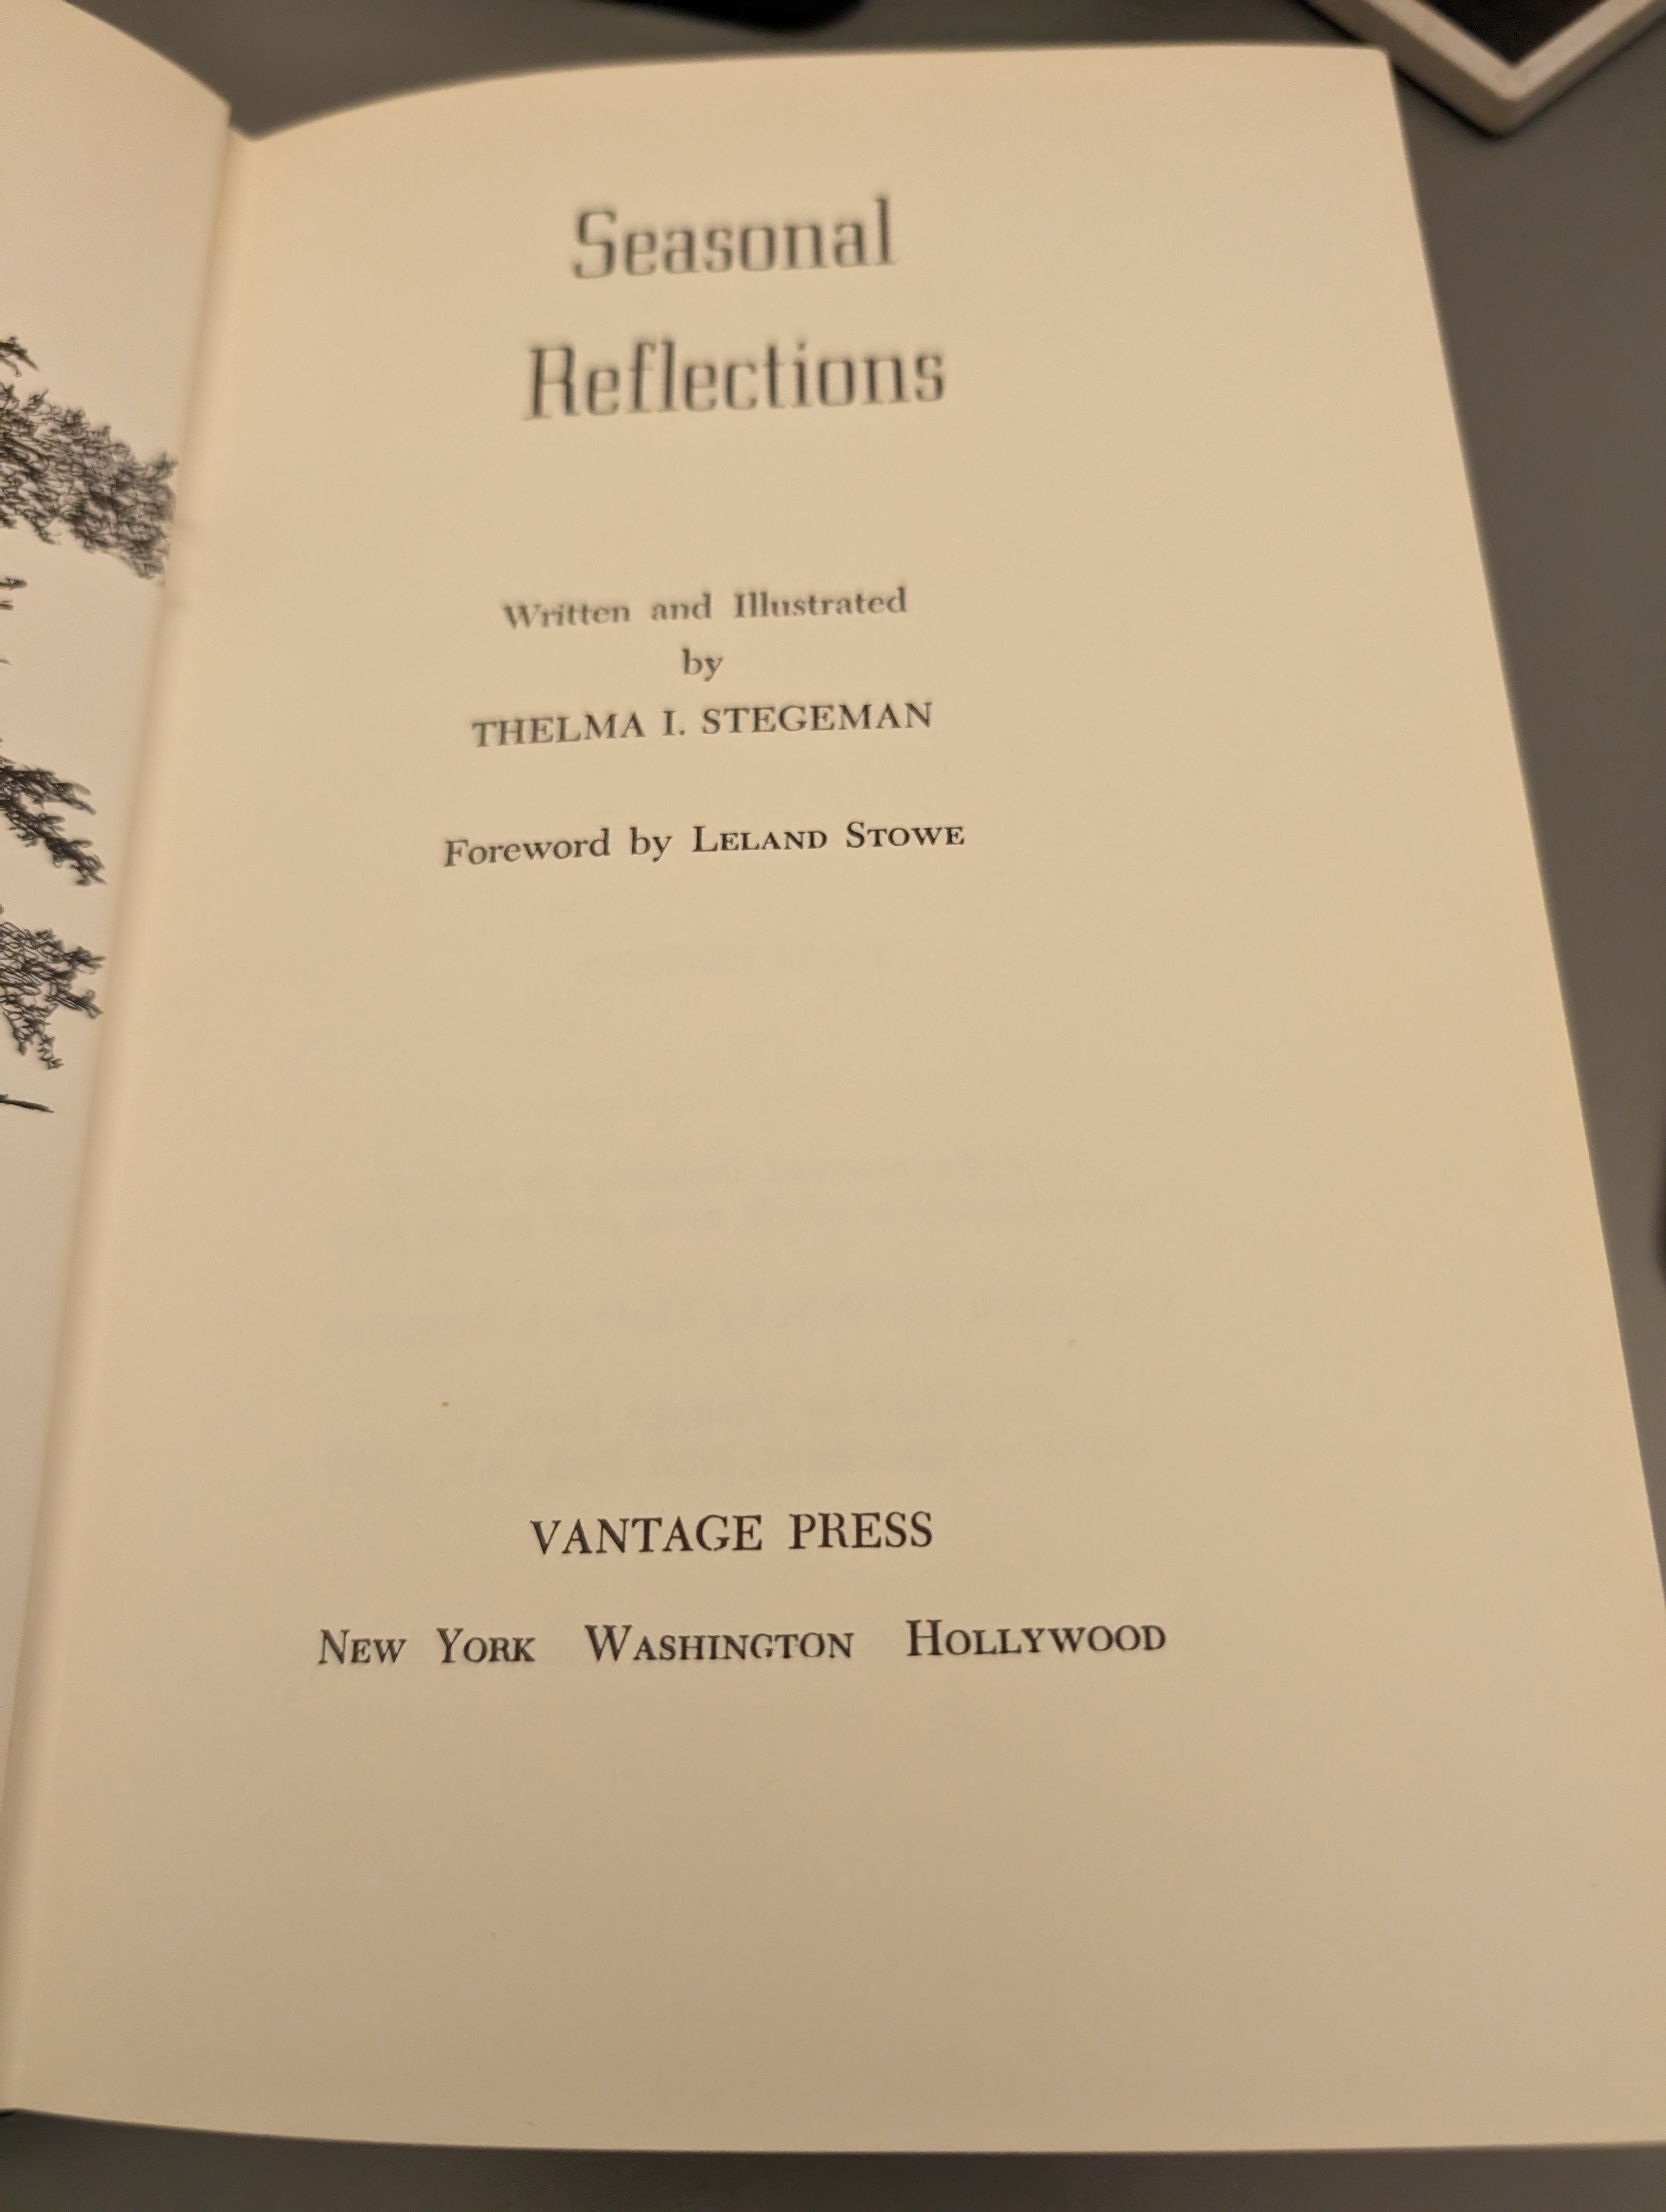 Seasonal
Reflections
Written and Illustrated
by
THELMA I. STEGEMAN
Foreword by LELAND STOWE
VANTAGE PRESS
NEW YORK WASHINGTON HOLLYWOOD